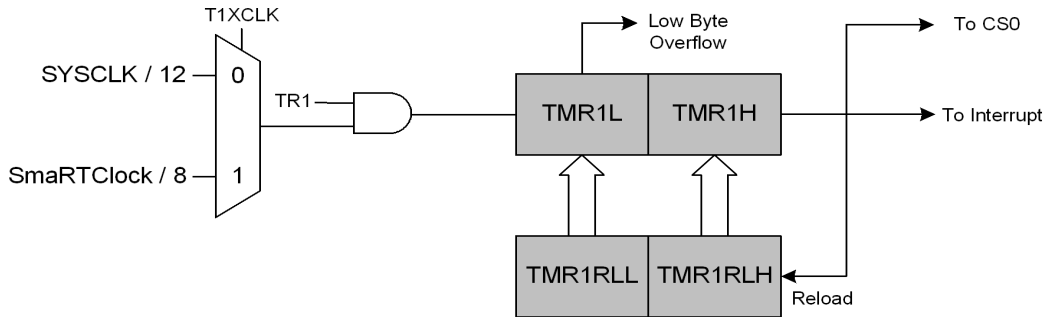 T1XCLK
SYSCLK / 12
0
TR1
SmaRTClock / 8
1
Low Byte
Overflow
To CS0
TMR1L
TMR1H
To Interrupt
TMR1RLL
TMR1RLH
Reload